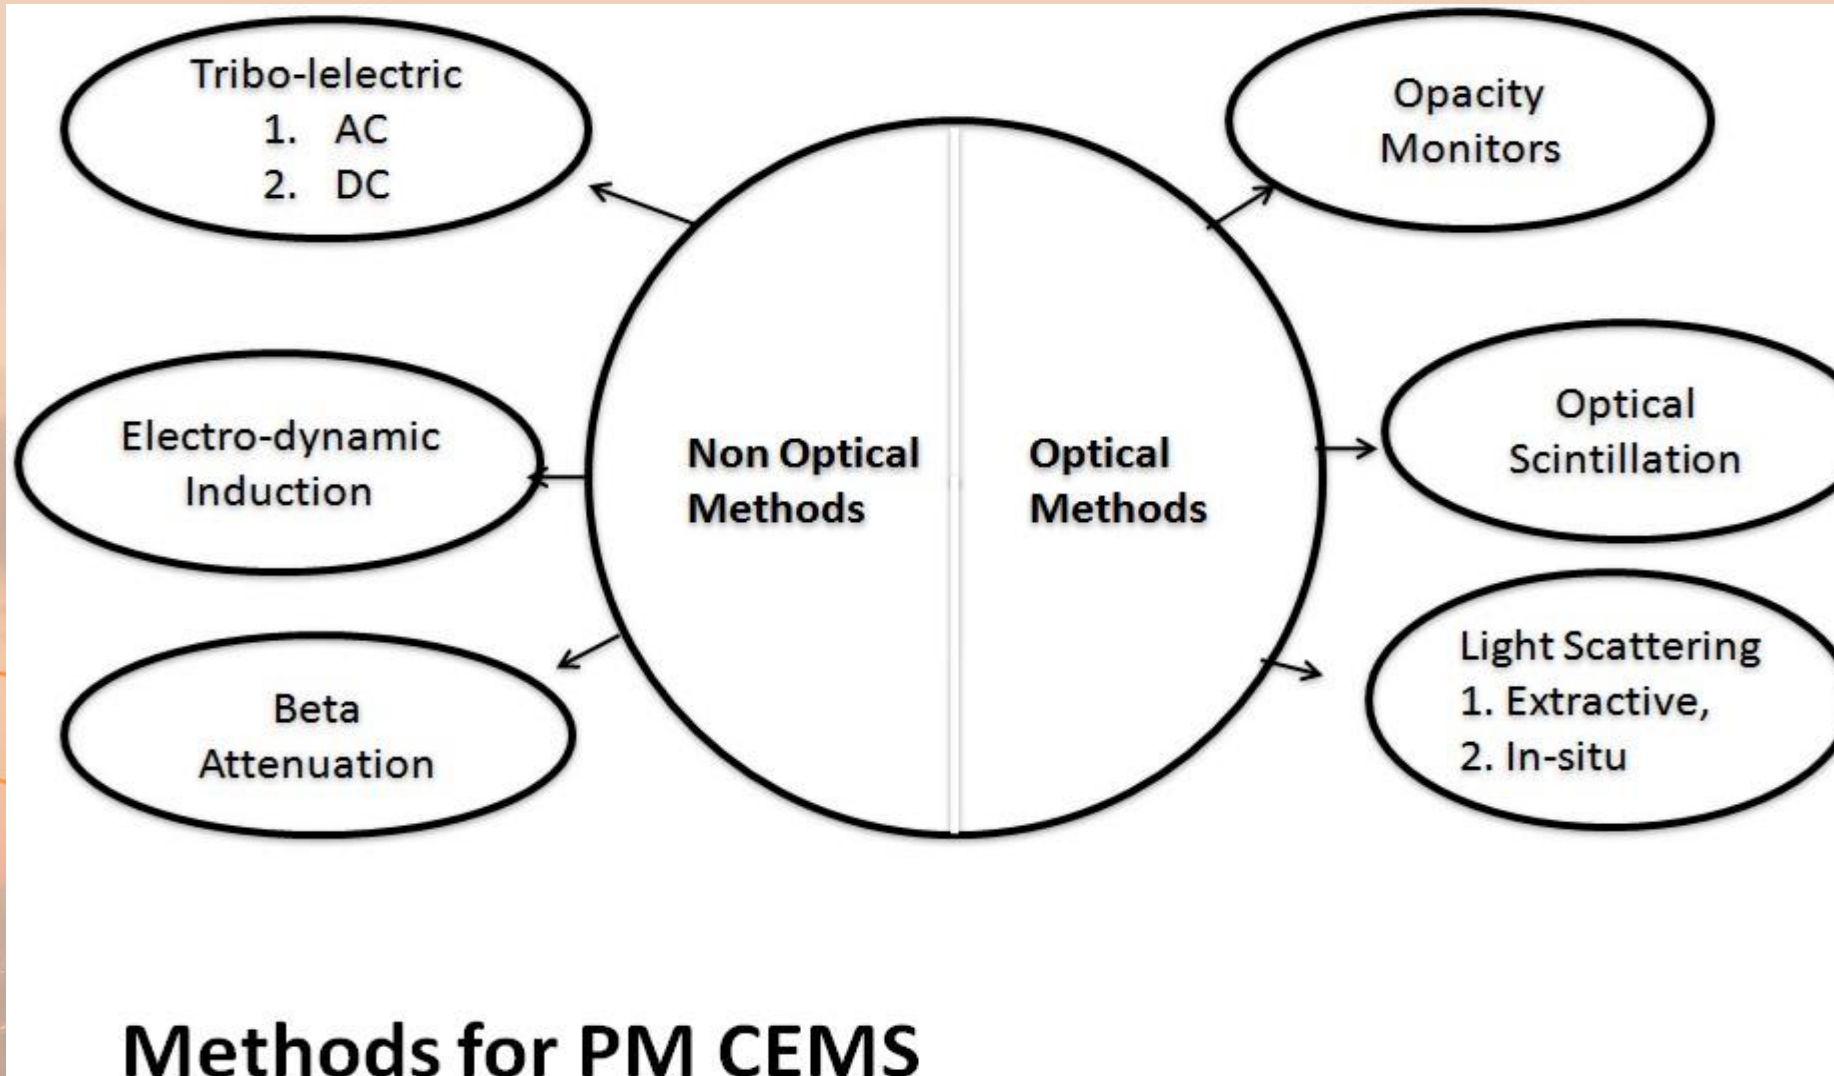 Tribo-lelectric
1. AC
2. DC
Electro-dynamic
Induction
Beta
Attenuation
Non Optical
Methods
Optical
Methods
Opacity
Monitors
Optical
Scintillation
Light Scattering
1. Extractive,
2. In-situ
Methods for PM CEMS